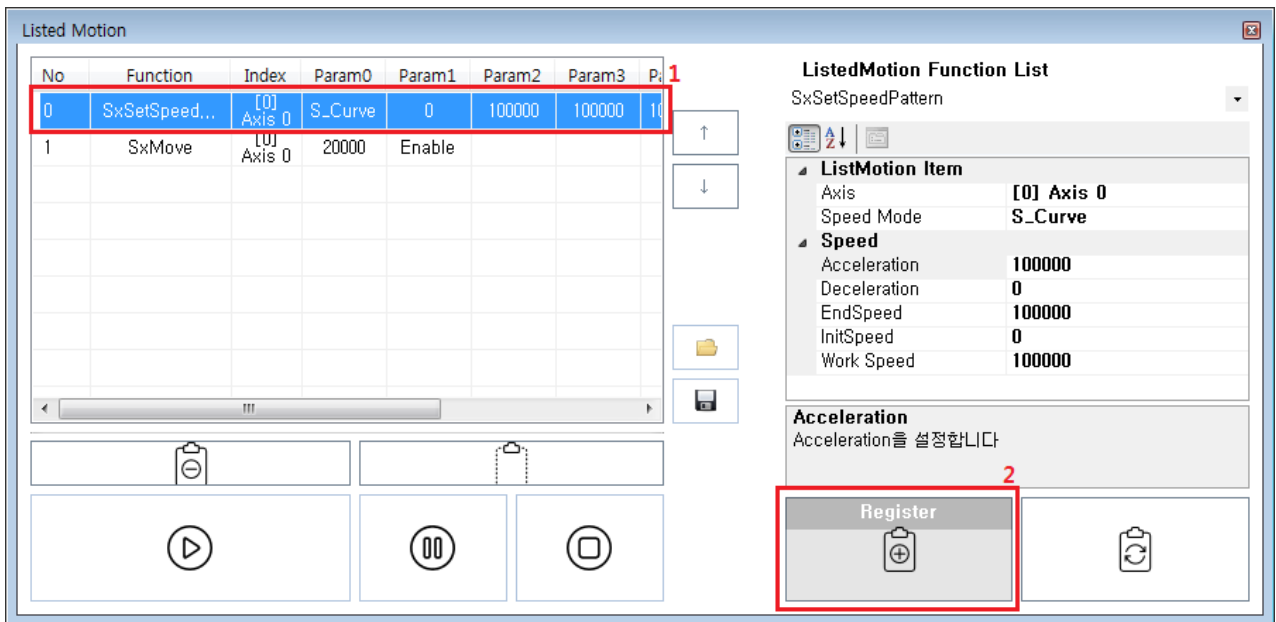 Listed Motion
No Function Index Param0 Param1 Param2 Param3 Pa 1
0 SxSetSpeed... [0] Axis 0 S_Curve 0 100000 100000 10
1 SxMove [0] Axis 0 20000 Enable
↑
↓
ListedMotion Function List
SxSetSpeedPattern
ListMotion Item
Axis [0] Axis 0
Speed Mode S_Curve
Speed
Acceleration 100000
Deceleration 0
EndSpeed 100000
InitSpeed 0
Work Speed 100000
Acceleration
Acceleration을 설정합니다
2
Register